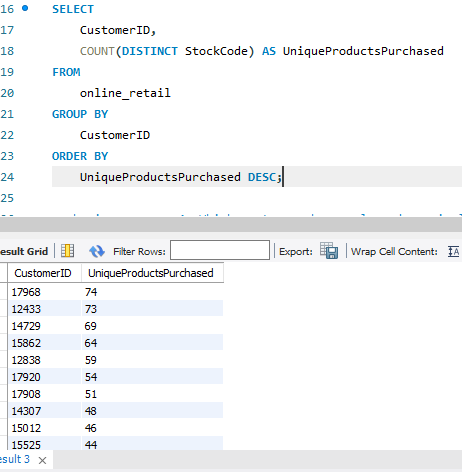 16 SELECT
17 CustomerID,
18 COUNT(DISTINCT StockCode) AS UniqueProductsPurchased
19 FROM
20 online_retail
21 GROUP BY
22 CustomerID
23 ORDER BY
24 UniqueProductsPurchased DESC;
25
esult Grid Filter Rows: Export: Wrap Cell Content: IA
CustomerID UniqueProductsPurchased
17968 74
12433 73
14729 69
15862 64
12838 59
17920 54
17908 51
14307 48
15012 46
15525 44
esult 3 ×